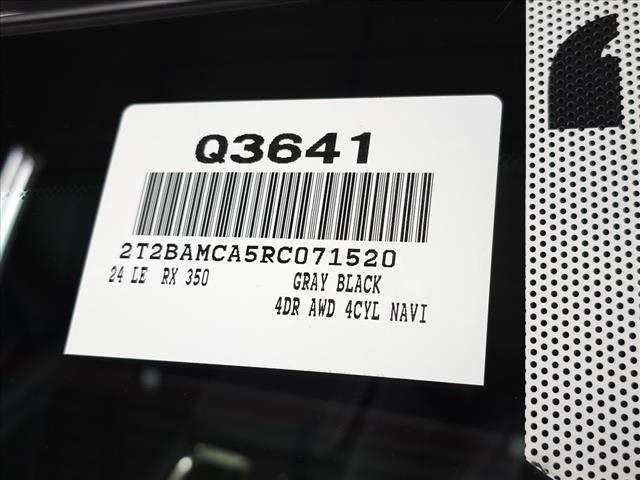 Q3641
2T2BAMCA5RC071520
24 LE RX 350 GRAY BLACK
4DR AWD 4CYL NAVI